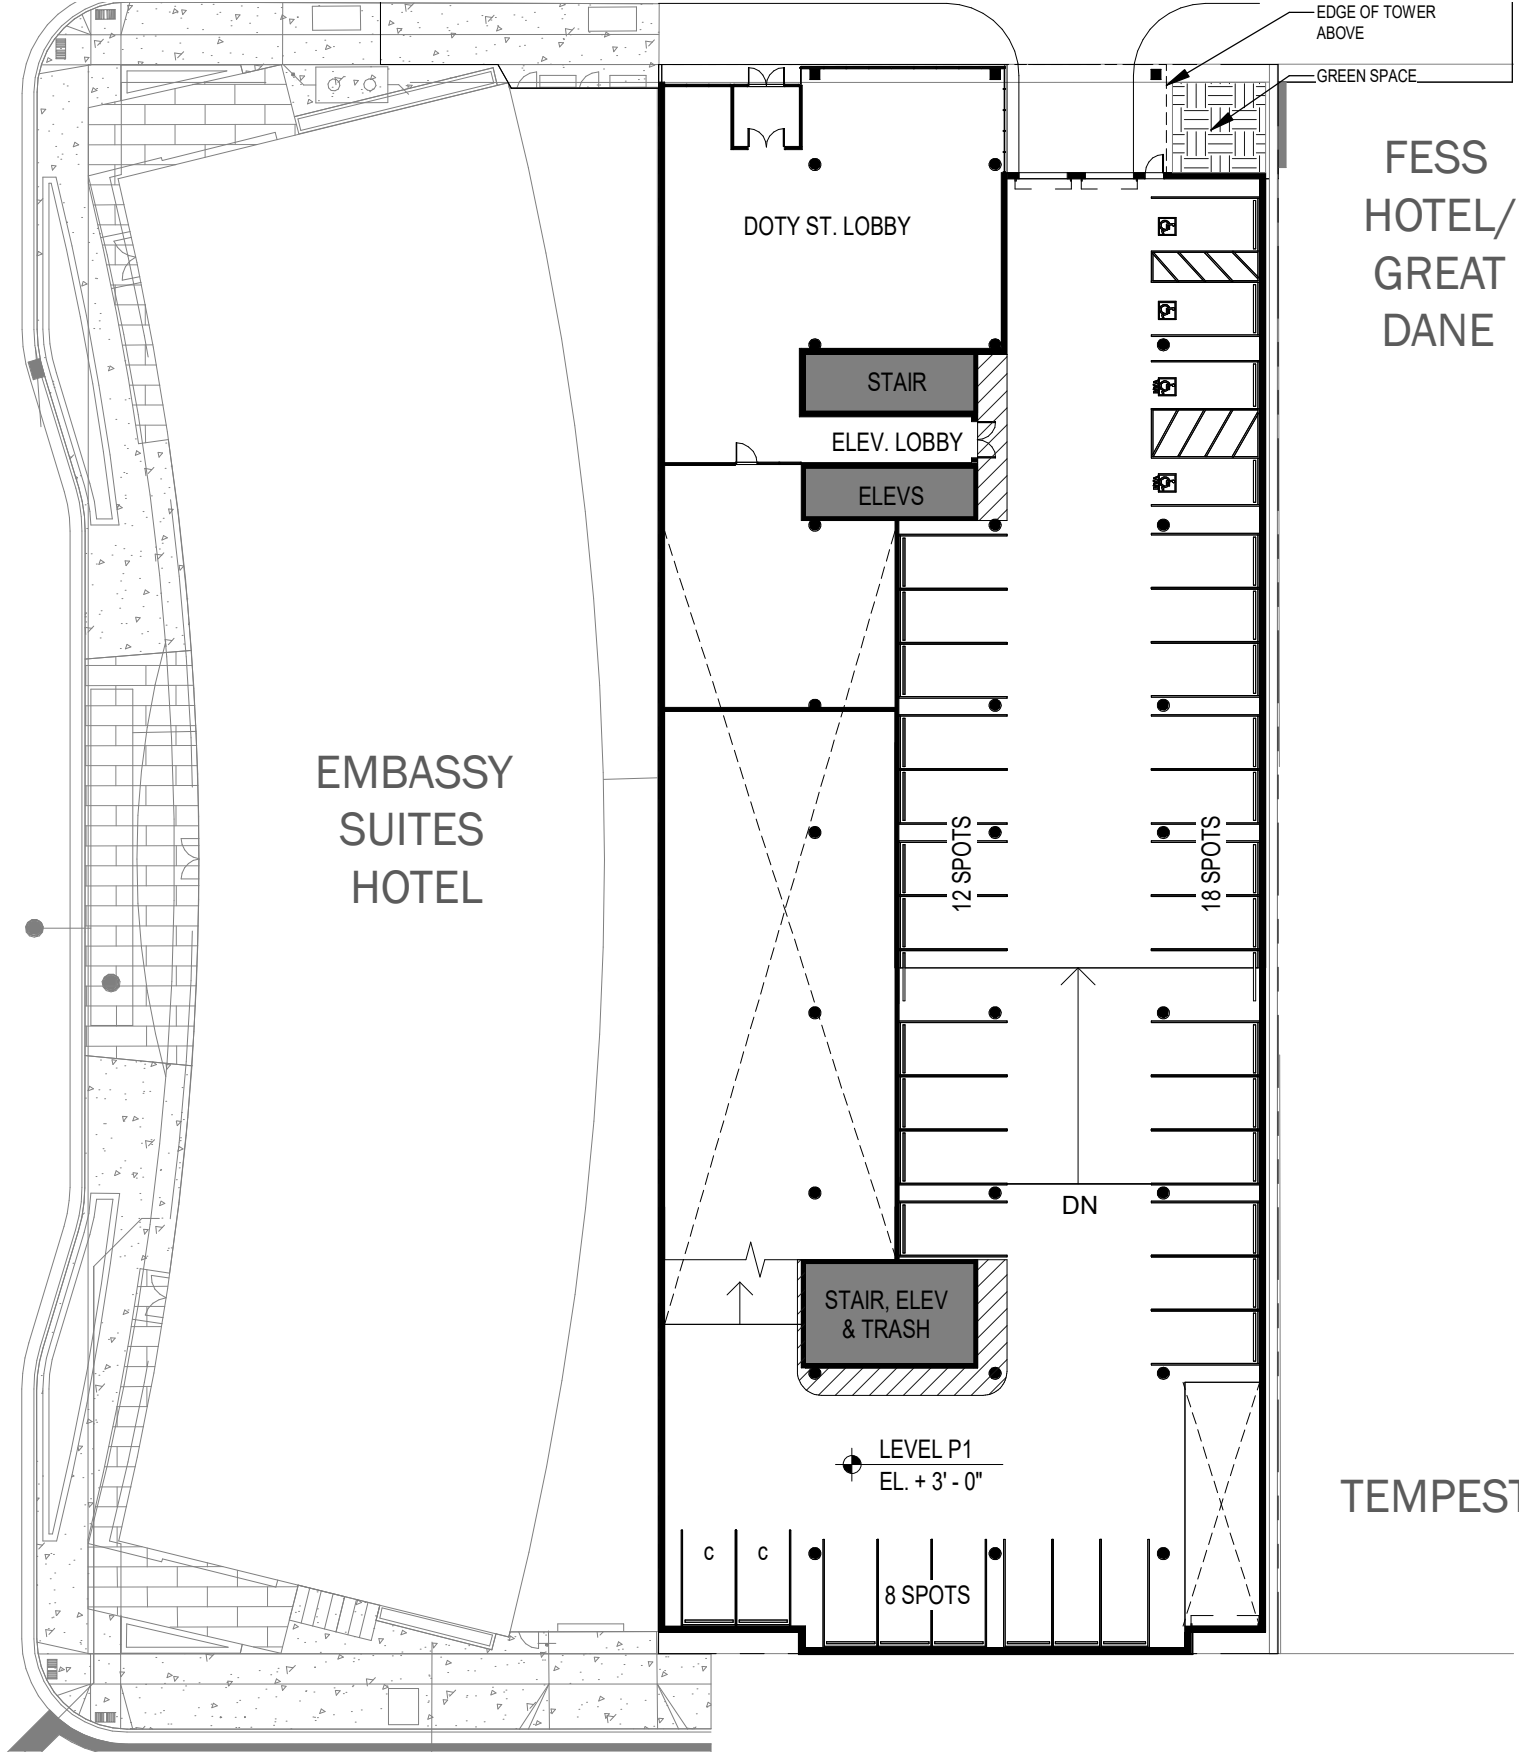 EDGE OF TOWER
ABOVE
GREEN SPACE
FESS
HOTEL/
GREAT
DANE
DOTY ST. LOBBY
STAIR
ELEV. LOBBY
ELEVS
EMBASSY
SUITES
HOTEL
12 SPOTS
18 SPOTS
DN
STAIR, ELEV
& TRASH
LEVEL P1
EL. + 3' - 0"
TEMPEST
C
C
8 SPOTS